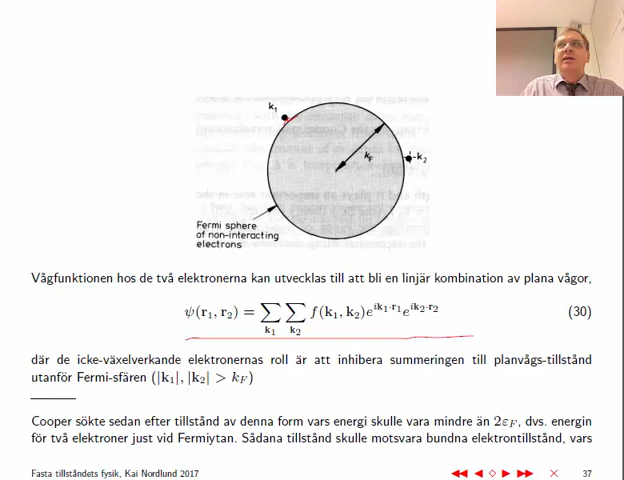 k₁
k_F
-k₂
Fermi sphere
of non-interacting
electrons
Vågfunktionen hos de två elektronerna kan utvecklas till att bli en linjär kombination av plana vågor,
ψ(r₁, r₂) = ∑_{k₁} ∑_{k₂} f(k₁, k₂)e^{ik₁·r₁}e^{ik₂·r₂} (30)
där de icke-växelverkande elektronernas roll är att inhibera summeringen till planvågs-tillstånd
utanför Fermi-sfären (|k₁|, |k₂| > k_F)
Cooper sökte sedan efter tillstånd av denna form vars energi skulle vara mindre än 2ε_F, dvs. energin
för två elektroner just vid Fermiytan. Sådana tillstånd skulle motsvara bundna elektrontillstånd, vars
Fasta tillståndets fysik, Kai Nordlund 2017 37